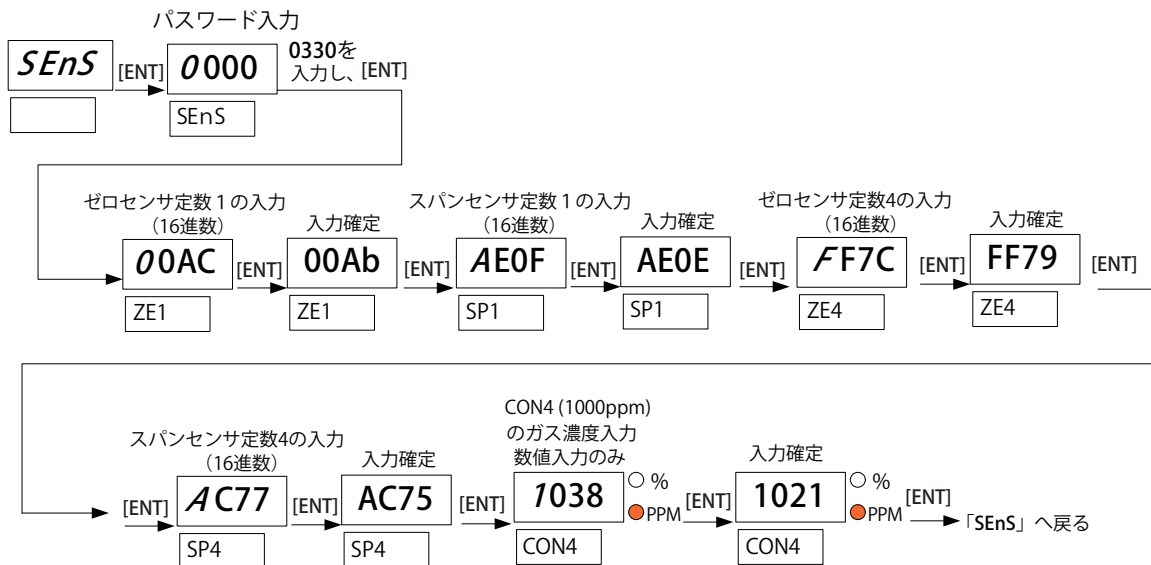 パスワード入力
SEnS
[ENT]
0000
0330を
入力し、[ENT]
SEnS
ゼロセンサ定数1の入力
(16進数)
00AC
ZE1
[ENT]
入力確定
00Ab
ZE1
[ENT]
スパンセンサ定数1の入力
(16進数)
AE0F
SP1
[ENT]
入力確定
AE0E
SP1
[ENT]
ゼロセンサ定数4の入力
(16進数)
FF7C
ZE4
[ENT]
入力確定
FF79
ZE4
[ENT]
[ENT]
スパンセンサ定数4の入力
(16進数)
AC77
SP4
[ENT]
入力確定
AC75
SP4
[ENT]
CON4 (1000ppm)
のガス濃度入力
数値入力のみ
1038
%
PPM
CON4
[ENT]
入力確定
1021
%
PPM
CON4
[ENT]
「SEnS」へ戻る